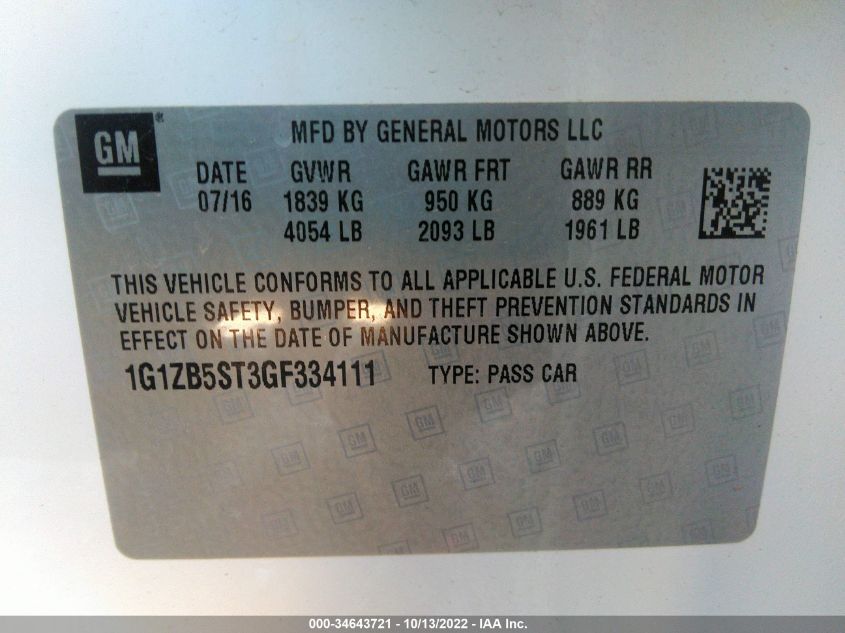 GM
MFD BY GENERAL MOTORS LLC
DATE GVWR GAWR FRT GAWR RR
07/16 1839 KG 950 KG 889 KG
4054 LB 2093 LB 1961 LB
THIS VEHICLE CONFORMS TO ALL APPLICABLE U.S. FEDERAL MOTOR
VEHICLE SAFETY, BUMPER, AND THEFT PREVENTION STANDARDS IN
EFFECT ON THE DATE OF MANUFACTURE SHOWN ABOVE.
1G1ZB5ST3GF334111 TYPE: PASS CAR
000-34643721 - 10/13/2022 - IAA Inc.